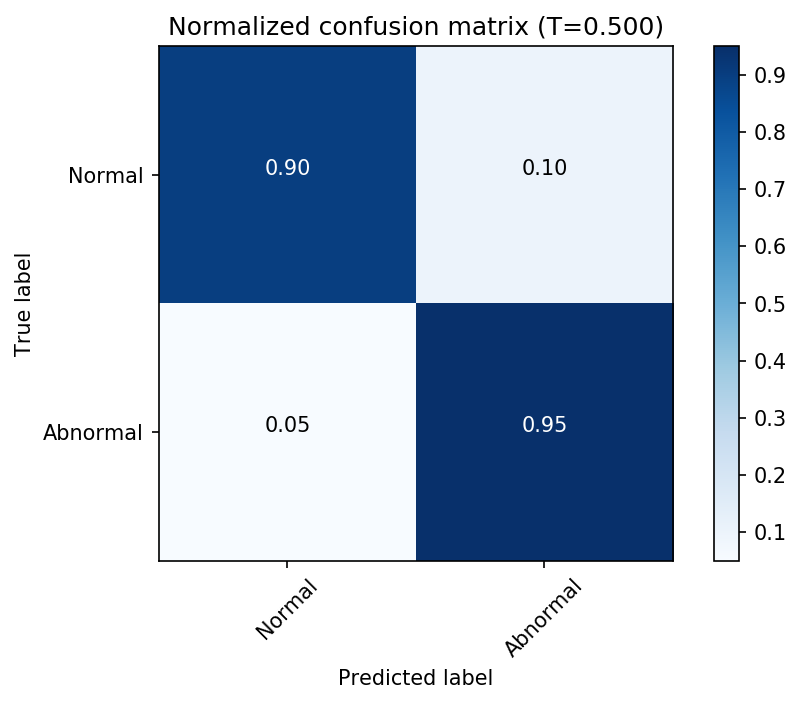 Normalized confusion matrix (T=0.500)
True label
Normal
Abnormal
0.90
0.10
0.05
0.95
Normal
Abnormal
Predicted label
0.9
0.8
0.7
0.6
0.5
0.4
0.3
0.2
0.1